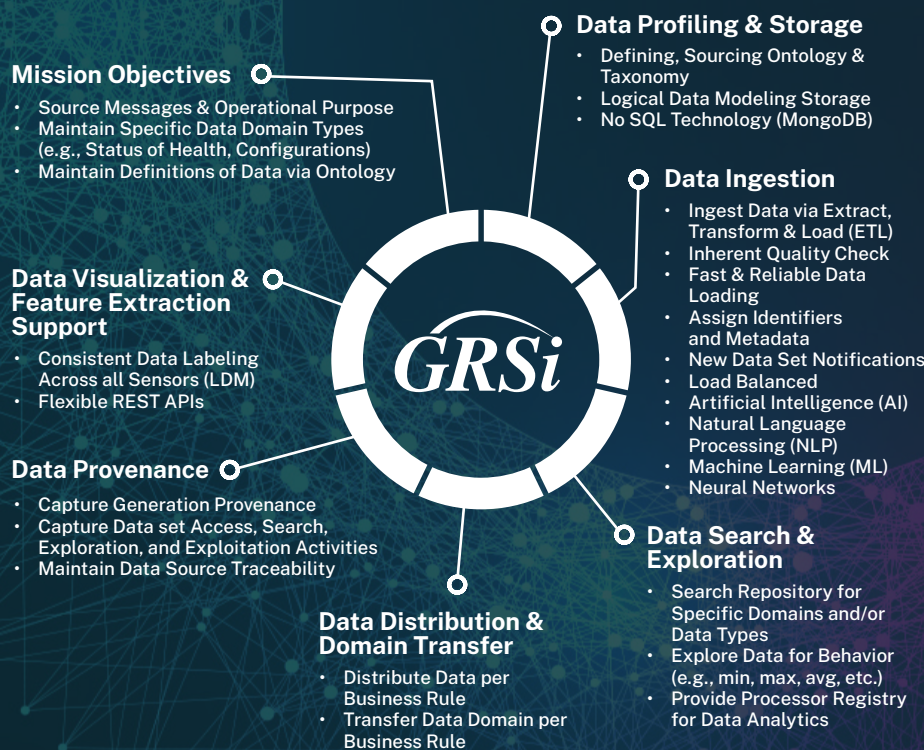 Mission Objectives
• Source Messages & Operational Purpose
• Maintain Specific Data Domain Types
(e.g., Status of Health, Configurations)
• Maintain Definitions of Data via Ontology
Data Profiling & Storage
• Defining, Sourcing Ontology &
Taxonomy
• Logical Data Modeling Storage
• No SQL Technology (MongoDB)
Data Ingestion
• Ingest Data via Extract,
Transform & Load (ETL)
• Inherent Quality Check
• Fast & Reliable Data
Loading
• Assign Identifiers
and Metadata
• New Data Set Notifications
• Load Balanced
• Artificial Intelligence (AI)
• Natural Language
Processing (NLP)
• Machine Learning (ML)
• Neural Networks
Data Visualization &
Feature Extraction
Support
• Consistent Data Labeling
Across all Sensors (LDM)
• Flexible REST APIs
GRSi
Data Provenance
• Capture Generation Provenance
• Capture Data set Access, Search,
Exploration, and Exploitation Activities
• Maintain Data Source Traceability
Data Distribution &
Domain Transfer
• Distribute Data per
Business Rule
• Transfer Data Domain per
Business Rule
Data Search &
Exploration
• Search Repository for
Specific Domains and/or
Data Types
• Explore Data for Behavior
(e.g., min, max, avg, etc.)
• Provide Processor Registry
for Data Analytics